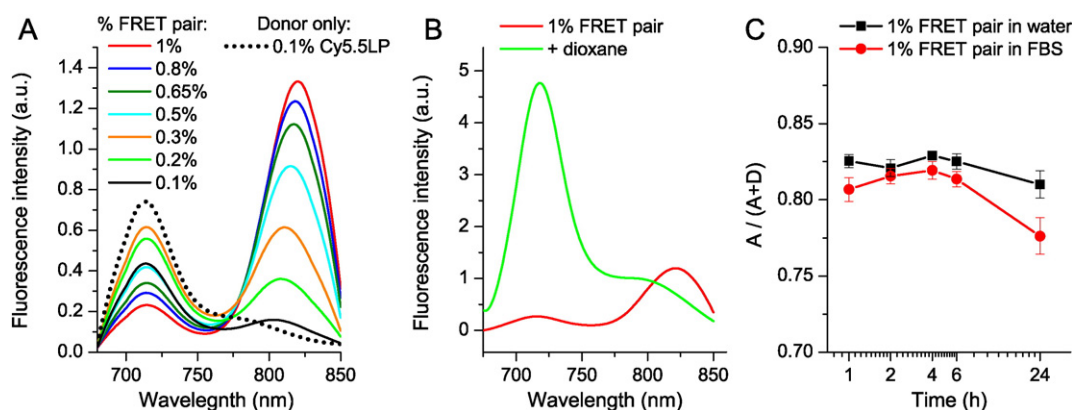 A
% FRET pair:
1%
0.8%
0.65%
0.5%
0.3%
0.2%
0.1%
Donor only:
0.1% Cy5.5LP
Fluorescence intensity (a.u.)
1.4
1.2
1.0
0.8
0.6
0.4
0.2
0.0
700 750 800 850
Wavelegnth (nm)
B
1% FRET pair
+ dioxane
Fluorescence intensity (a.u.)
5
4
3
2
1
0
700 750 800 850
Wavelength (nm)
C
1% FRET pair in water
1% FRET pair in FBS
A / (A+D)
0.90
0.85
0.80
0.75
0.70
1 2 4 6 24
Time (h)